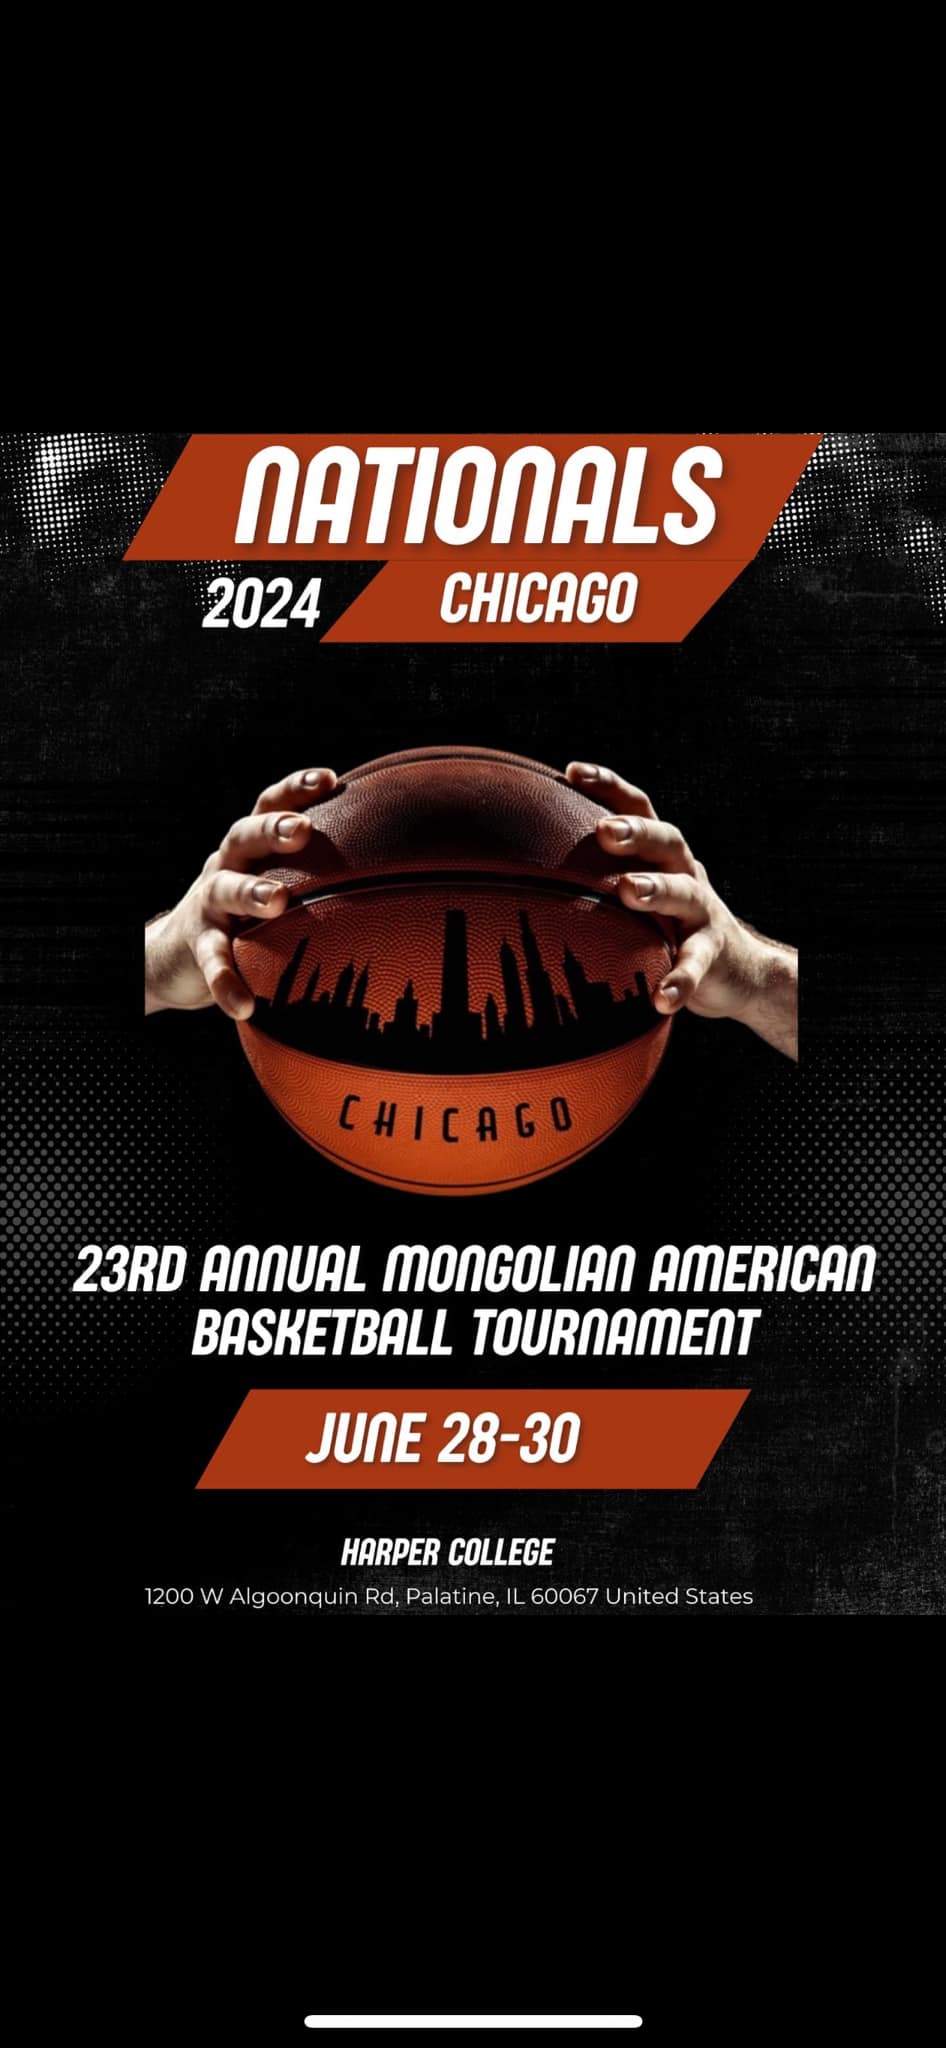 NATIONALS
2024 CHICAGO
CHICAGO
23RD ANNUAL MONGOLIAN AMERICAN
BASKETBALL TOURNAMENT
JUNE 28-30
HARPER COLLEGE
1200 W Algoonquin Rd, Palatine, IL 60067 United States